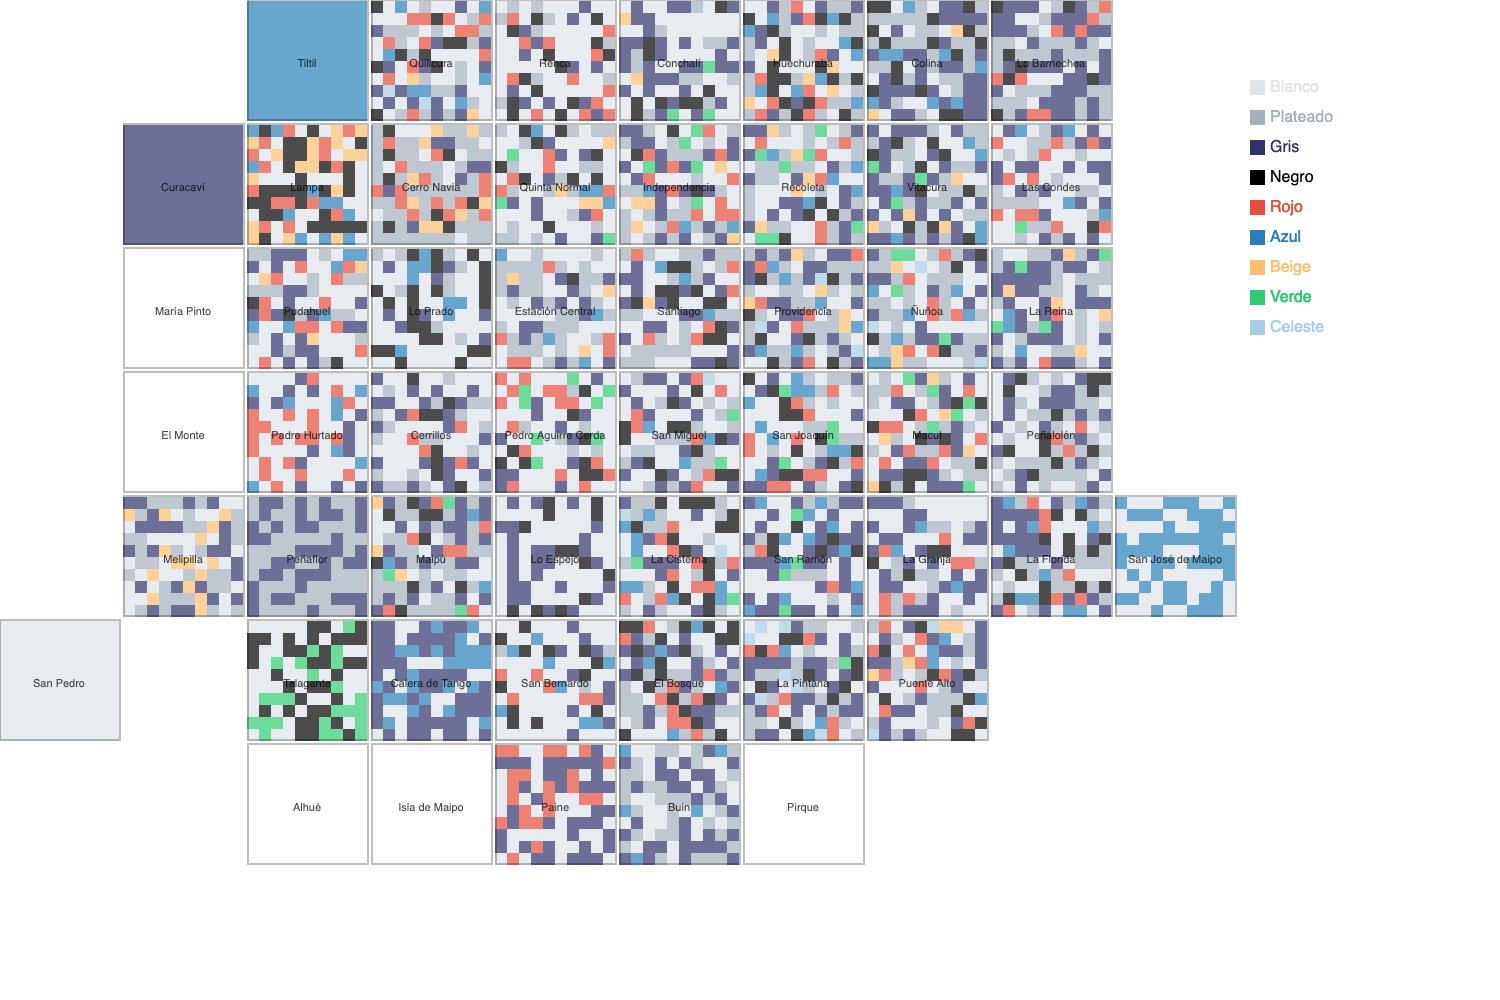 Tiltil
Quilicura
Renca
Conchalí
Huechuraba
Colina
Lo Barnechea
Curacaví
Lampa
Cerro Navia
Quinta Normal
Independencia
Recoleta
Vitacura
Las Condes
María Pinto
Pudahuel
Lo Prado
Estación Central
Santiago
Providencia
Ñuñoa
La Reina
El Monte
Padre Hurtado
Cerrillos
Pedro Aguirre Cerda
San Miguel
San Joaquín
Macul
Peñalolén
Melipilla
Peñaflor
Maipú
Lo Espejo
La Cisterna
San Ramón
La Granja
La Florida
San José de Maipo
San Pedro
Talagante
Calera de Tango
San Bernardo
El Bosque
La Pintana
Puente Alto
Alhué
Isla de Maipo
Paine
Buin
Pirque
Blanco
Plateado
Gris
Negro
Rojo
Azul
Beige
Verde
Celeste